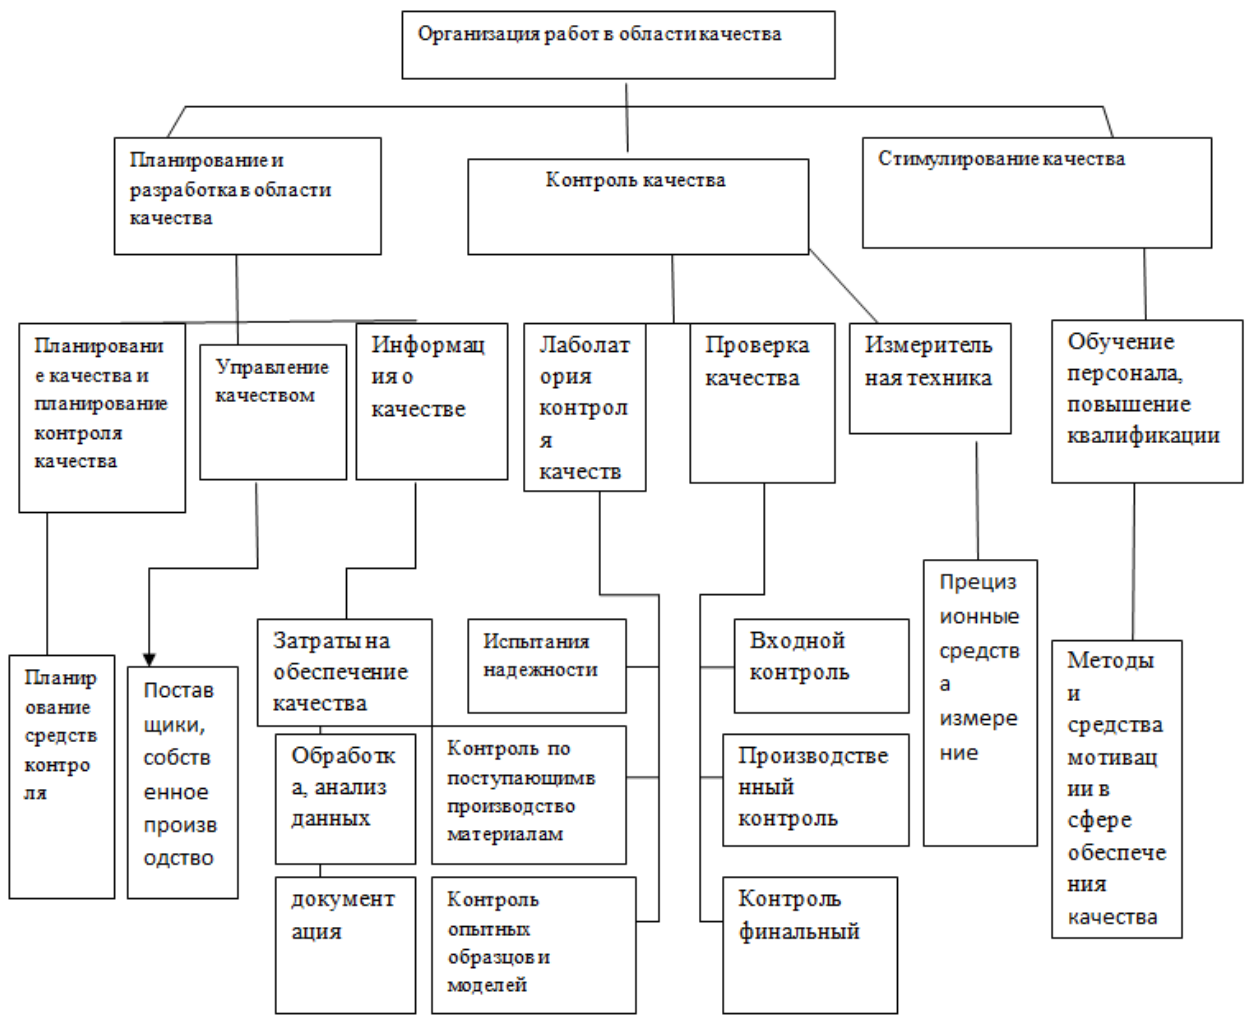 Организация работ в области качества
Планирование и
разработка в области
качества
Контроль качества
Стимулирование качества
Планировани
е качества и
планирование
контроля
качества
Управление
качеством
Информац
ия о
качестве
Лаболат
ория
контрол
я
качеств
Проверка
качества
Измеритель
ная техника
Обучение
персонала,
повышение
квалификации
Планир
ование
средств
контро
ля
Постав
щики,
собств
енное
произв
одство
Затраты на
обеспечение
качества
Обработк
а, анализ
данных
документ
ация
Испытания
надежности
Контроль по
поступающим в
производство
материалам
Контроль
опытных
образцов и
моделей
Входной
контроль
Производстве
нный
контроль
Контроль
финальный
Прециз
ионные
средств
а
измере
ние
Методы
и
средства
мотивац
ии в
сфере
обеспече
ния
качества